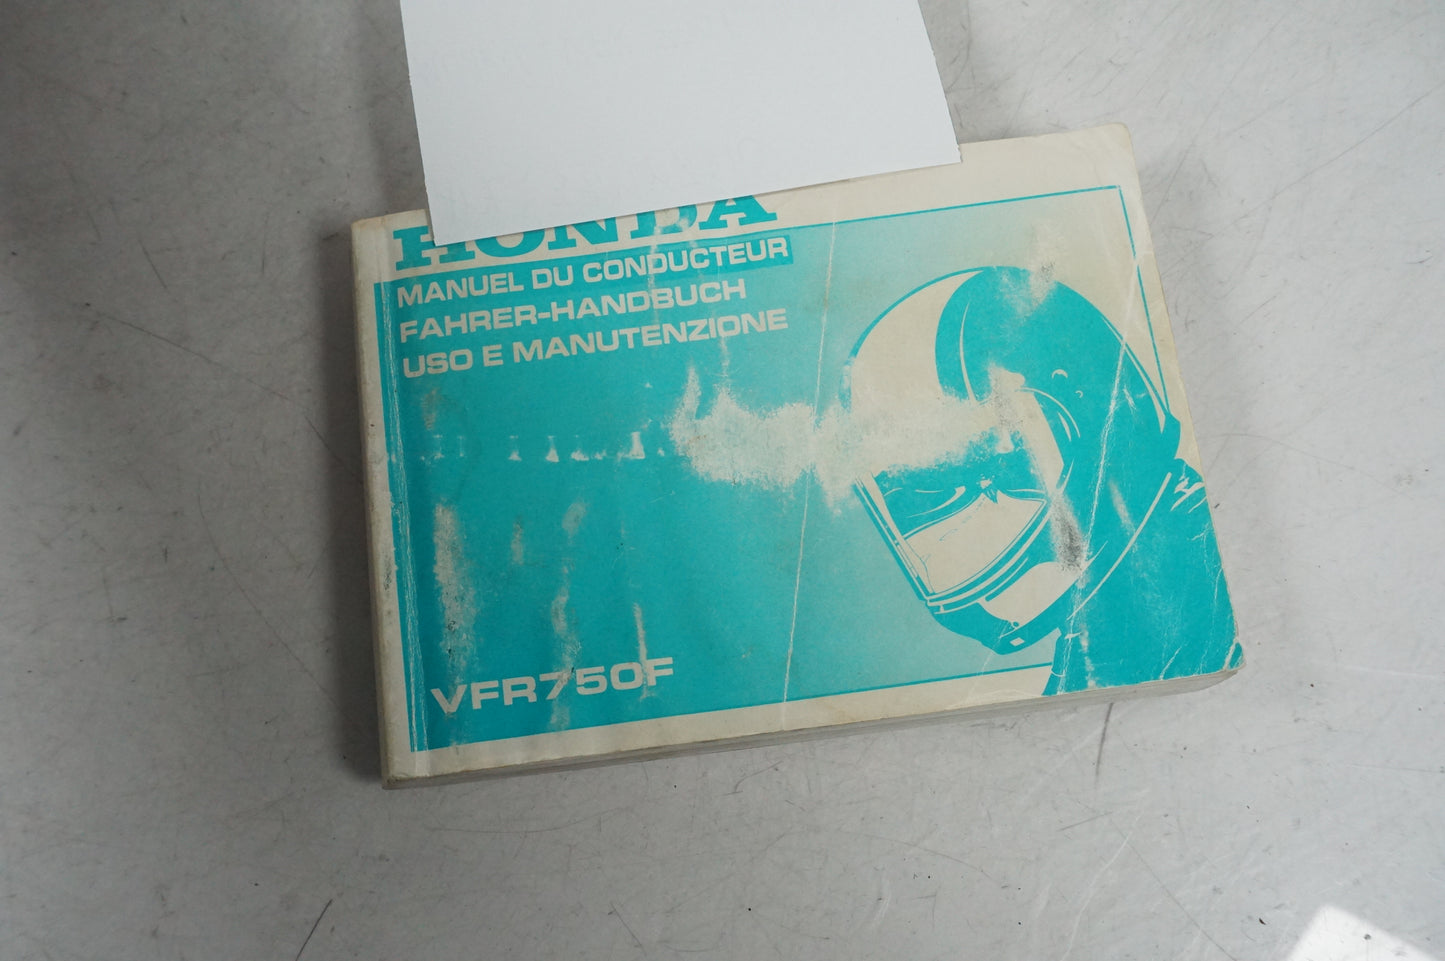 HONDA
MANUEL DU CONDUCTEUR
FAHRER-HANDBUCH
USO E MANUTENZIONE
VFR750F